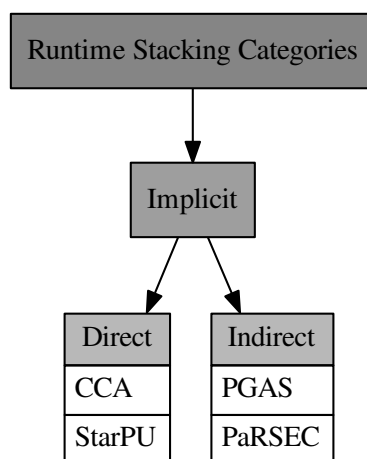 Runtime Stacking Categories
Implicit
Direct
CCA
StarPU
Indirect
PGAS
PaRSEC